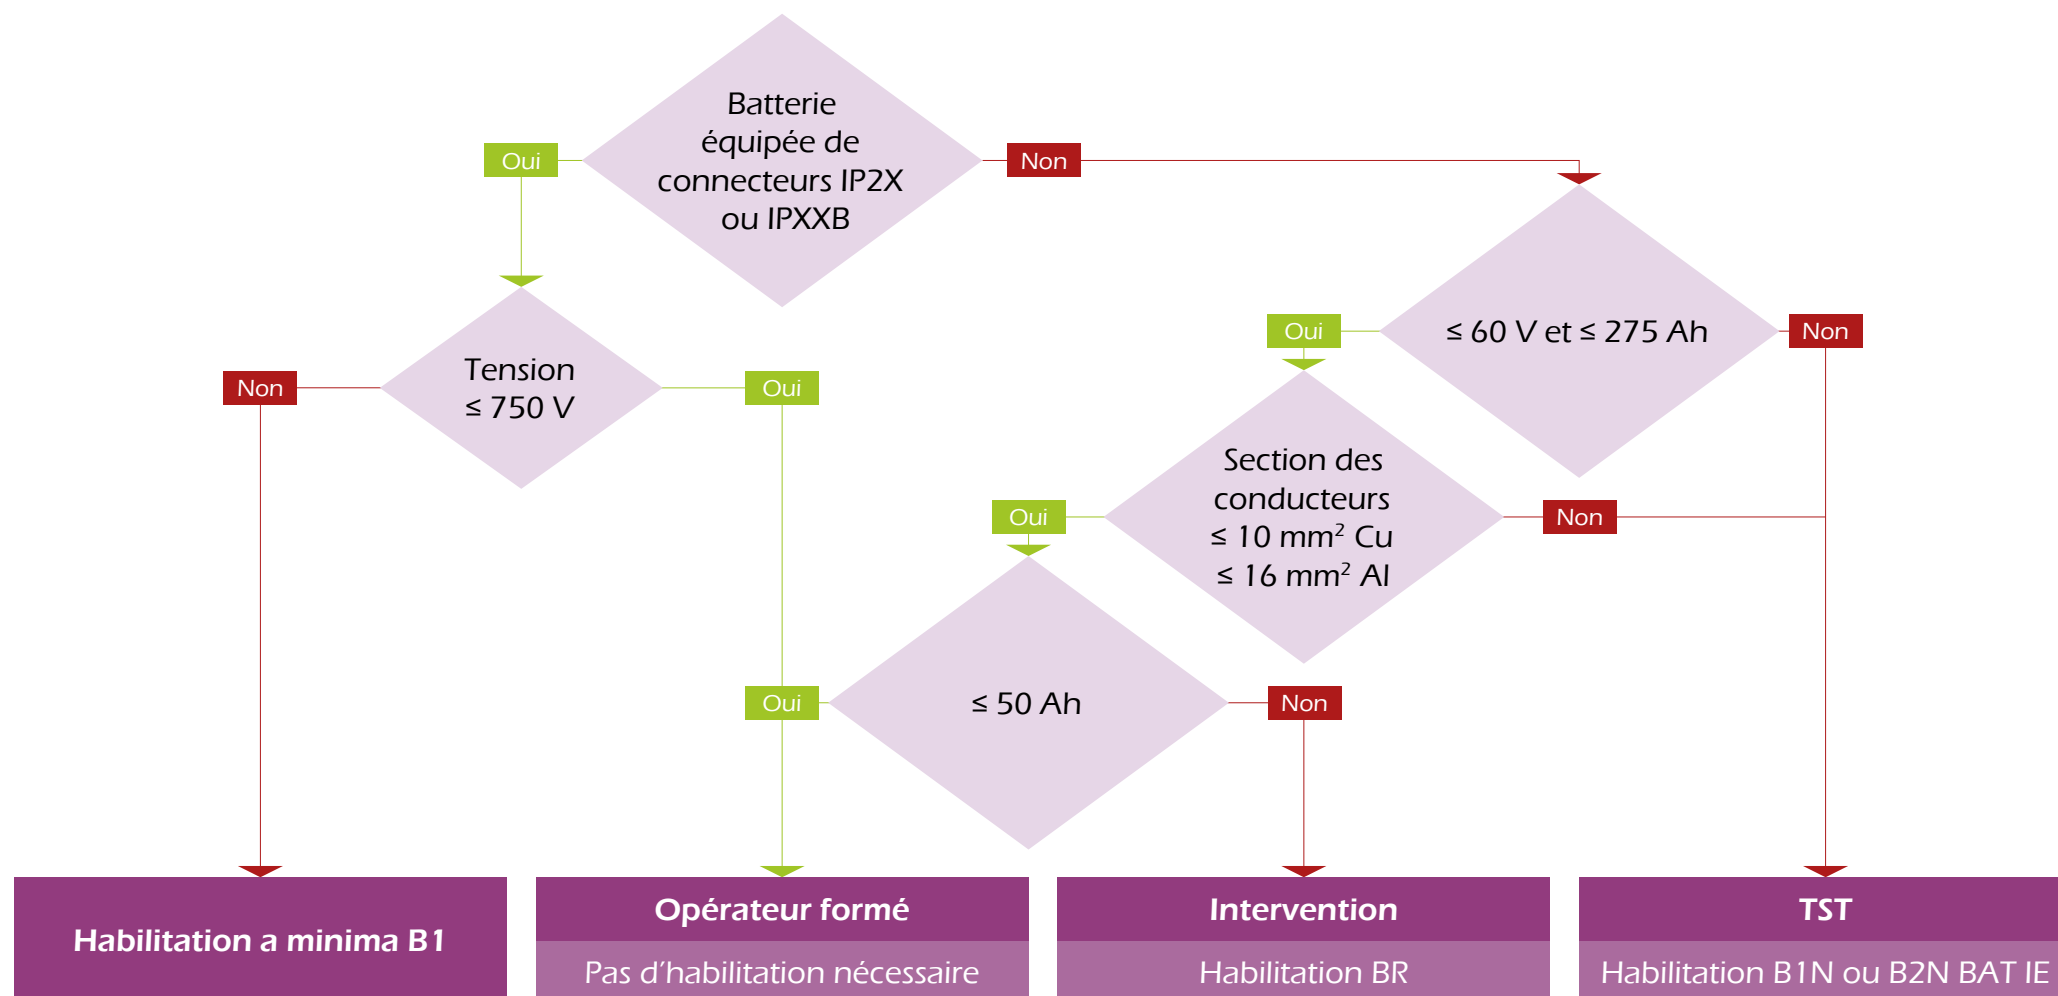 Batterie
équipée de
connecteurs IP2X
ou IPXXB
Oui
Non
Tension
≤ 750 V
Non
Oui
≤ 60 V et ≤ 275 Ah
Oui
Non
Section des
conducteurs
≤ 10 mm² Cu
≤ 16 mm² Al
Oui
Non
≤ 50 Ah
Oui
Non
Habilitation a minima B1
Opérateur formé
Pas d’habilitation nécessaire
Intervention
Habilitation BR
TST
Habilitation B1N ou B2N BAT IE